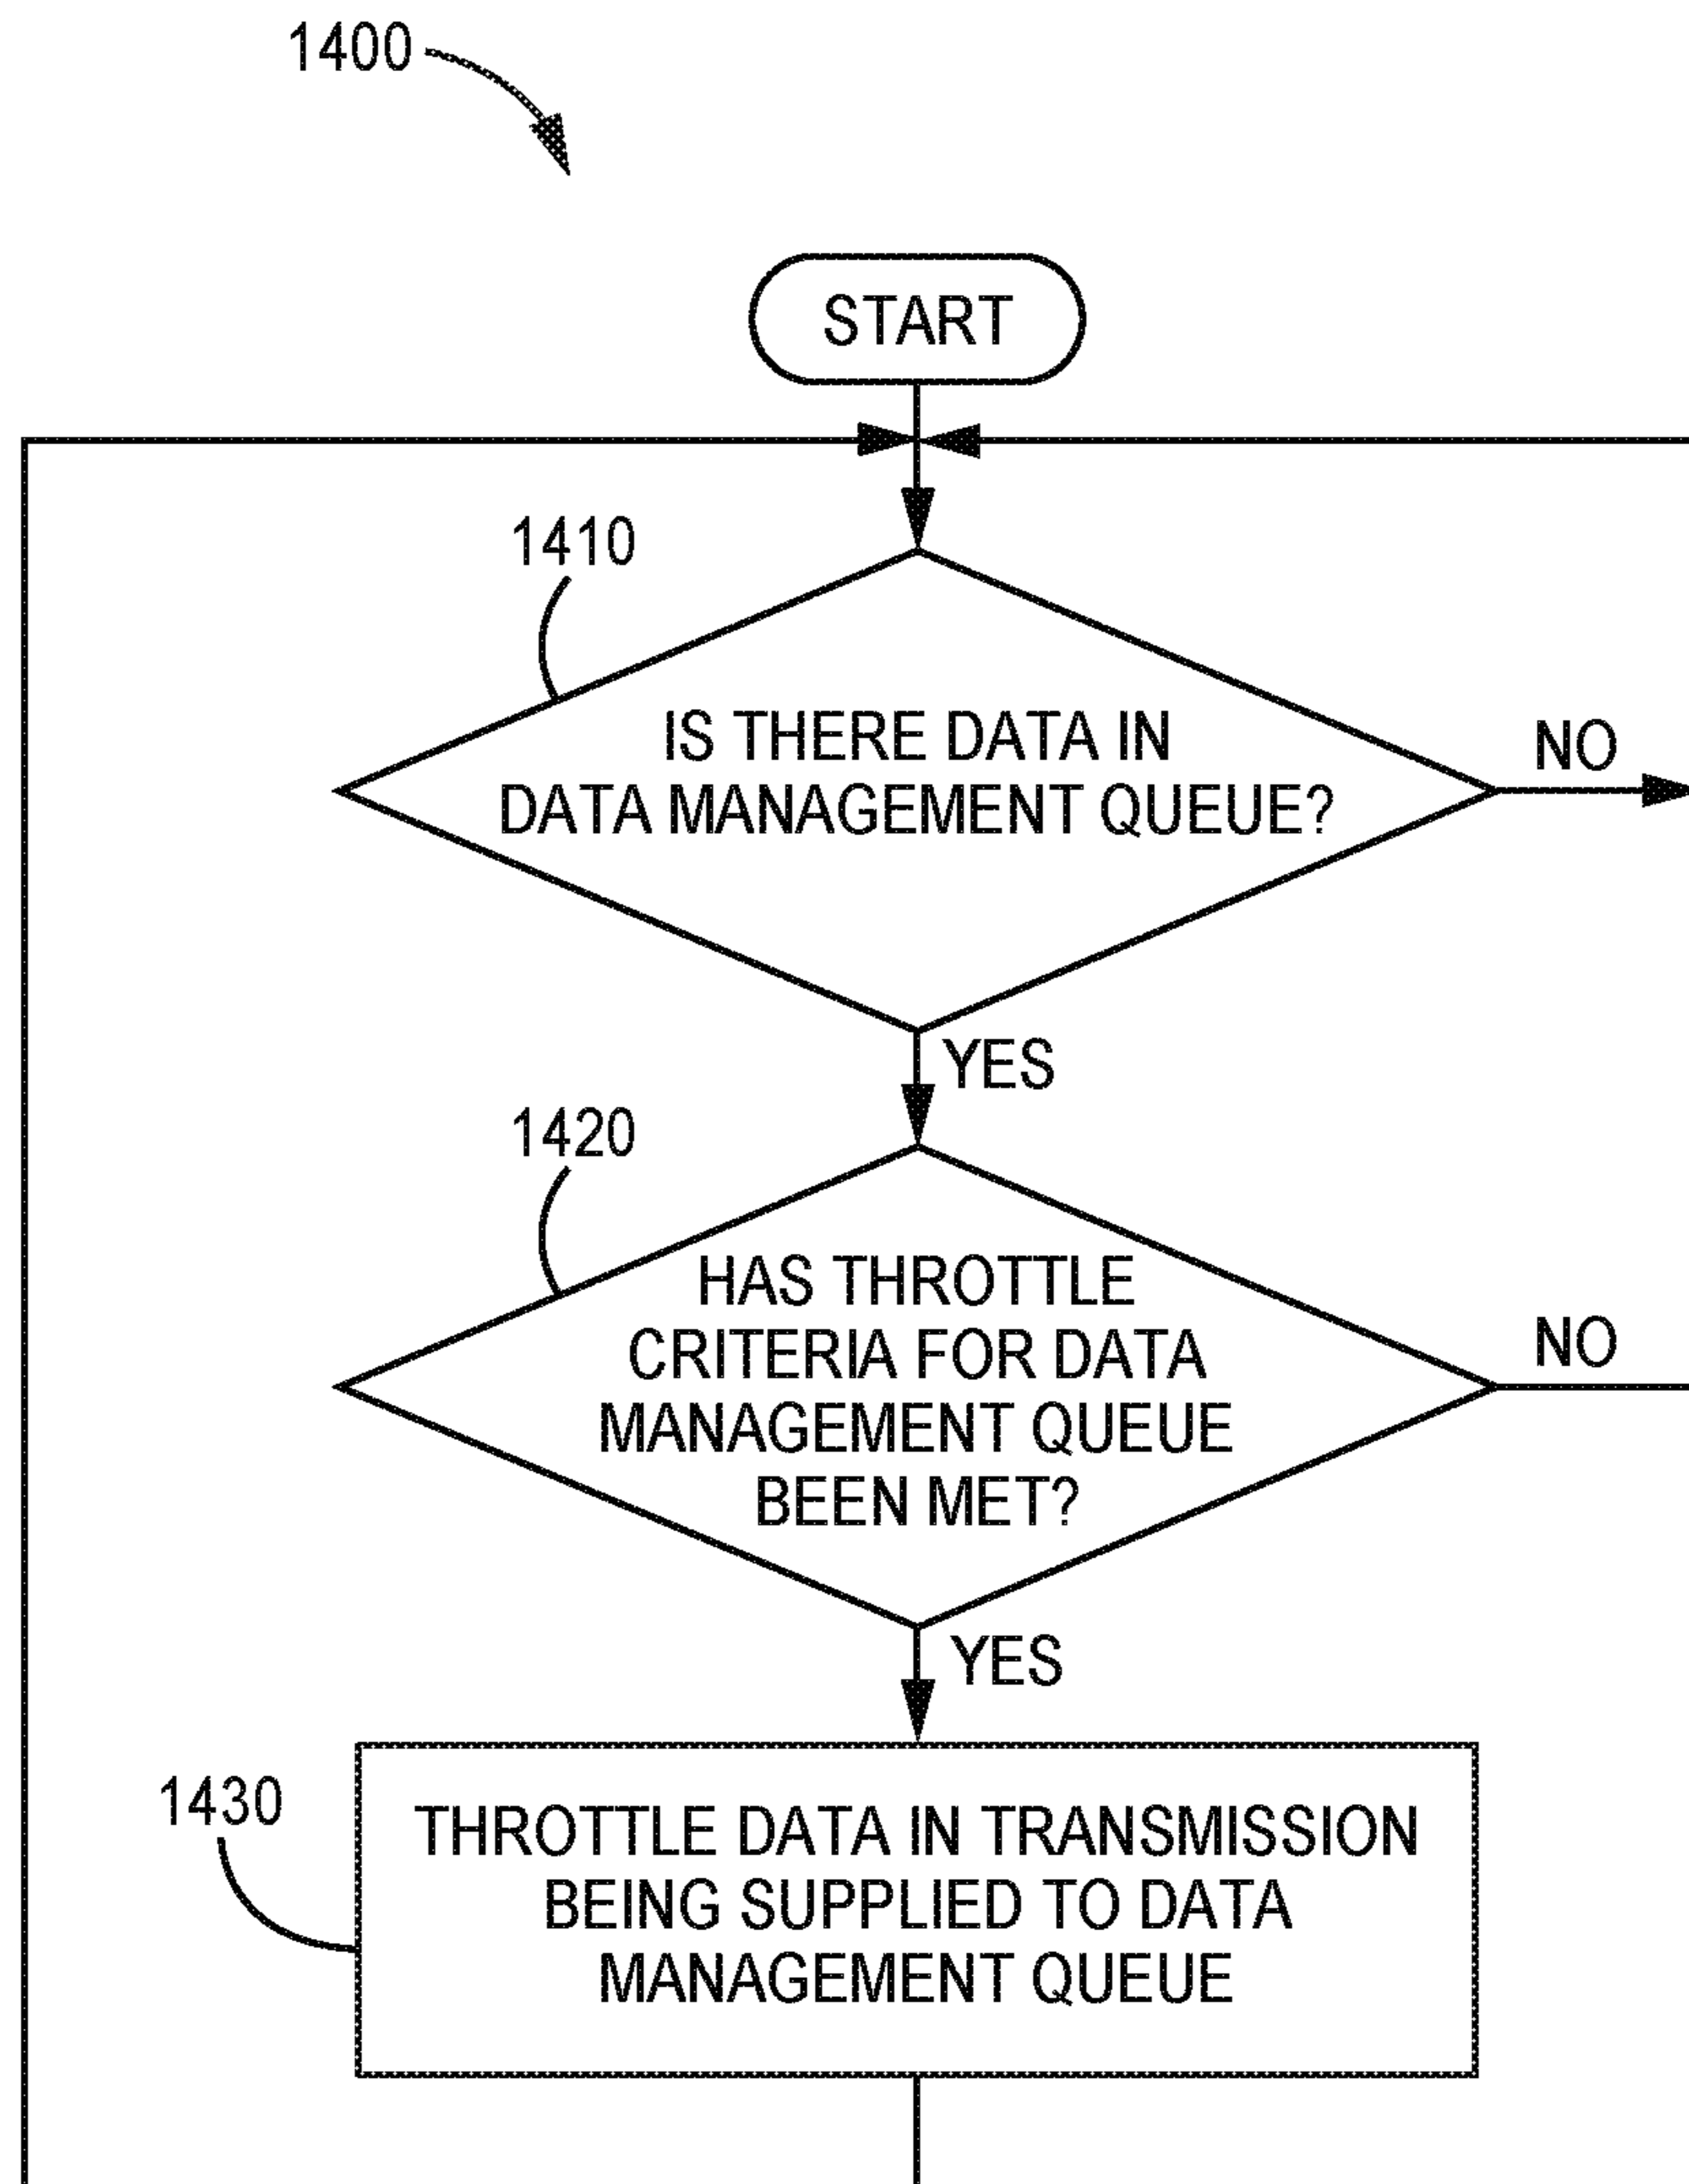 1400
START
1410
IS THERE DATA IN
DATA MANAGEMENT QUEUE?
NO
YES
1420
HAS THROTTLE
CRITERIA FOR DATA
MANAGEMENT QUEUE
BEEN MET?
NO
YES
1430
THROTTLE DATA IN TRANSMISSION
BEING SUPPLIED TO DATA
MANAGEMENT QUEUE